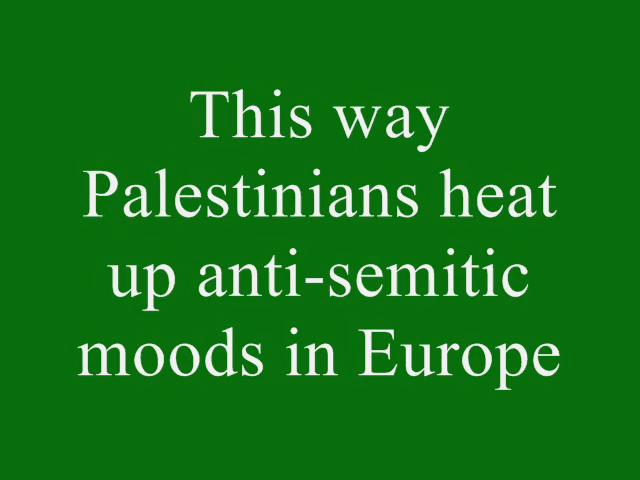 This way
Palestinians heat
up anti-semitic
moods in Europe